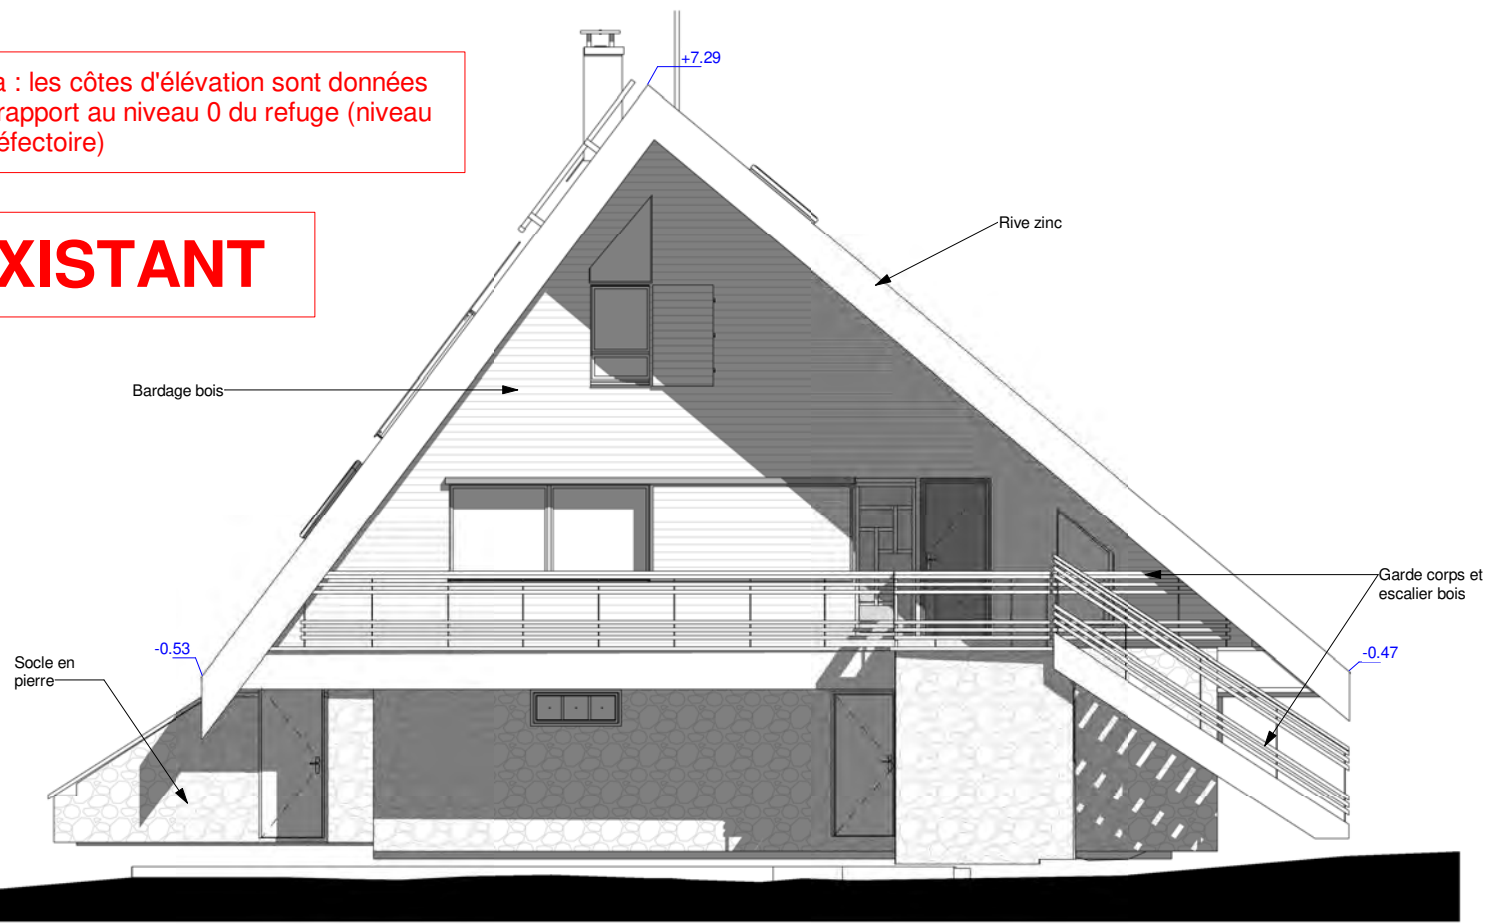 a : les côtes d'élévation sont données
rapport au niveau 0 du refuge (niveau
éfectoire)
XISTANT
+7.29
Rive zinc
Bardage bois
Garde corps et
escalier bois
-0.53
-0.47
Socle en
pierre